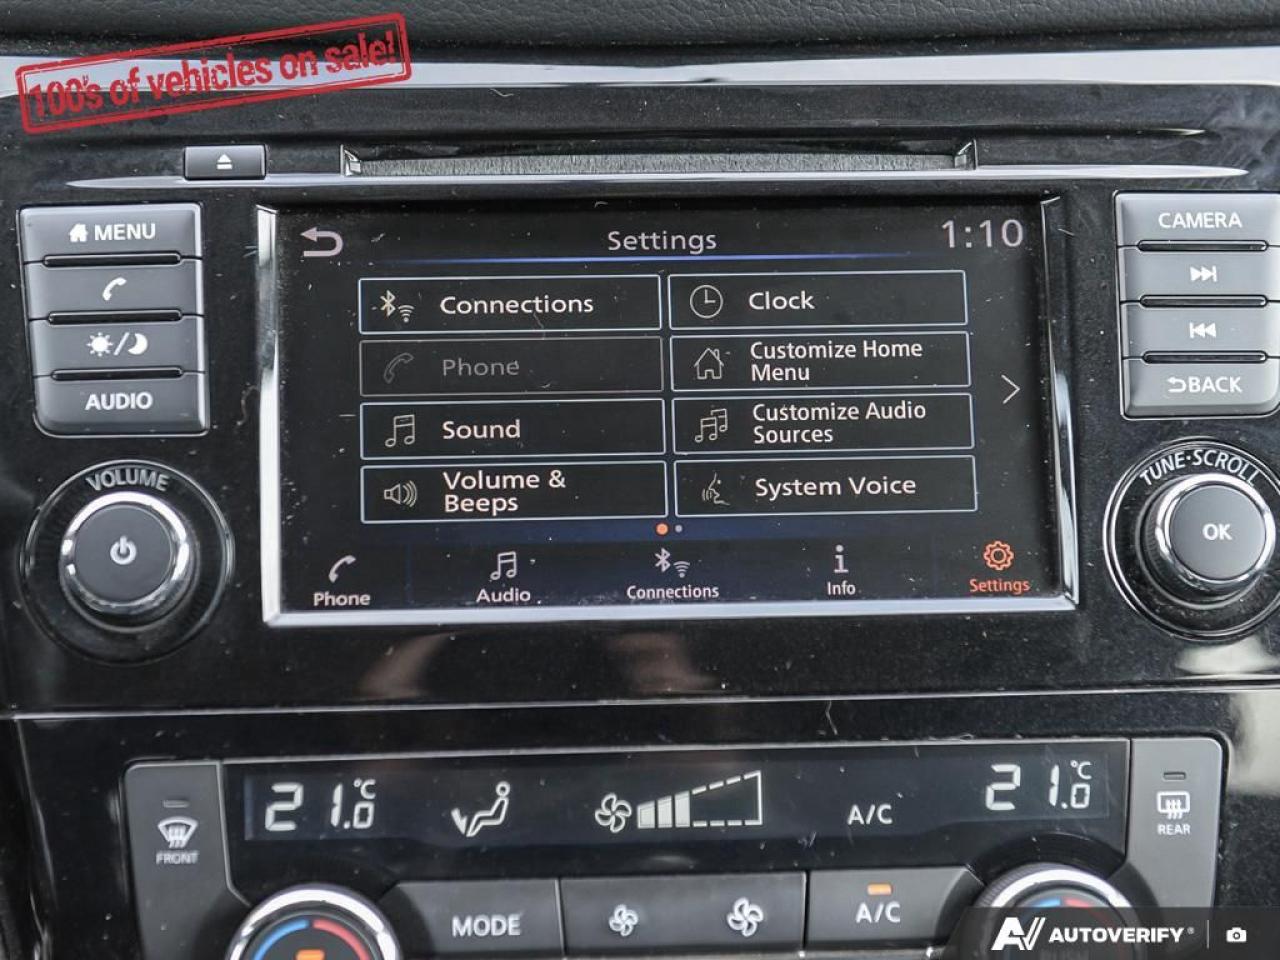 100's of vehicles on sale!
MENU
CAMERA
Settings
1:10
Connections
Clock
Phone
Customize Home
Menu
Sound
Customize Audio
Sources
Volume &
Beeps
System Voice
AUDIO
BACK
VOLUME
TUNE·SCROLL
OK
Phone
Audio
Connections
Info
Settings
21.0°C
A/C
21.0°C
FRONT
REAR
MODE
A/C
AUTOVERIFY